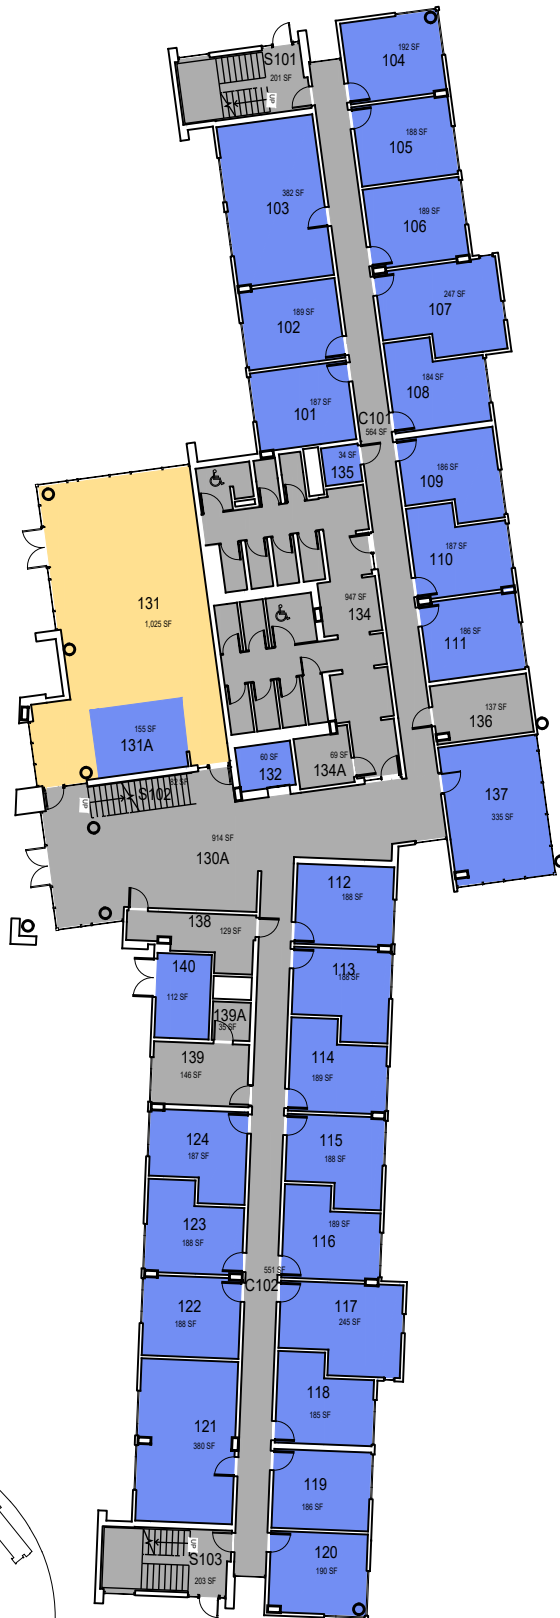 S101
201 SF
UP
192 SF
104
188 SF
105
382 SF
103
189 SF
106
247 SF
107
189 SF
102
184 SF
108
187 SF
101
C101
564 SF
34 SF
135
186 SF
109
187 SF
110
947 SF
134
186 SF
111
131
1,025 SF
155 SF
131A
137 SF
136
60 SF
132
69 SF
134A
S102
UP
137
335 SF
914 SF
130A
112
188 SF
138
129 SF
140
112 SF
113
188 SF
139A
35 SF
139
146 SF
114
189 SF
124
187 SF
115
188 SF
123
188 SF
189 SF
116
551 SF
C102
122
188 SF
117
245 SF
118
185 SF
121
380 SF
119
186 SF
UP
S103
203 SF
120
190 SF